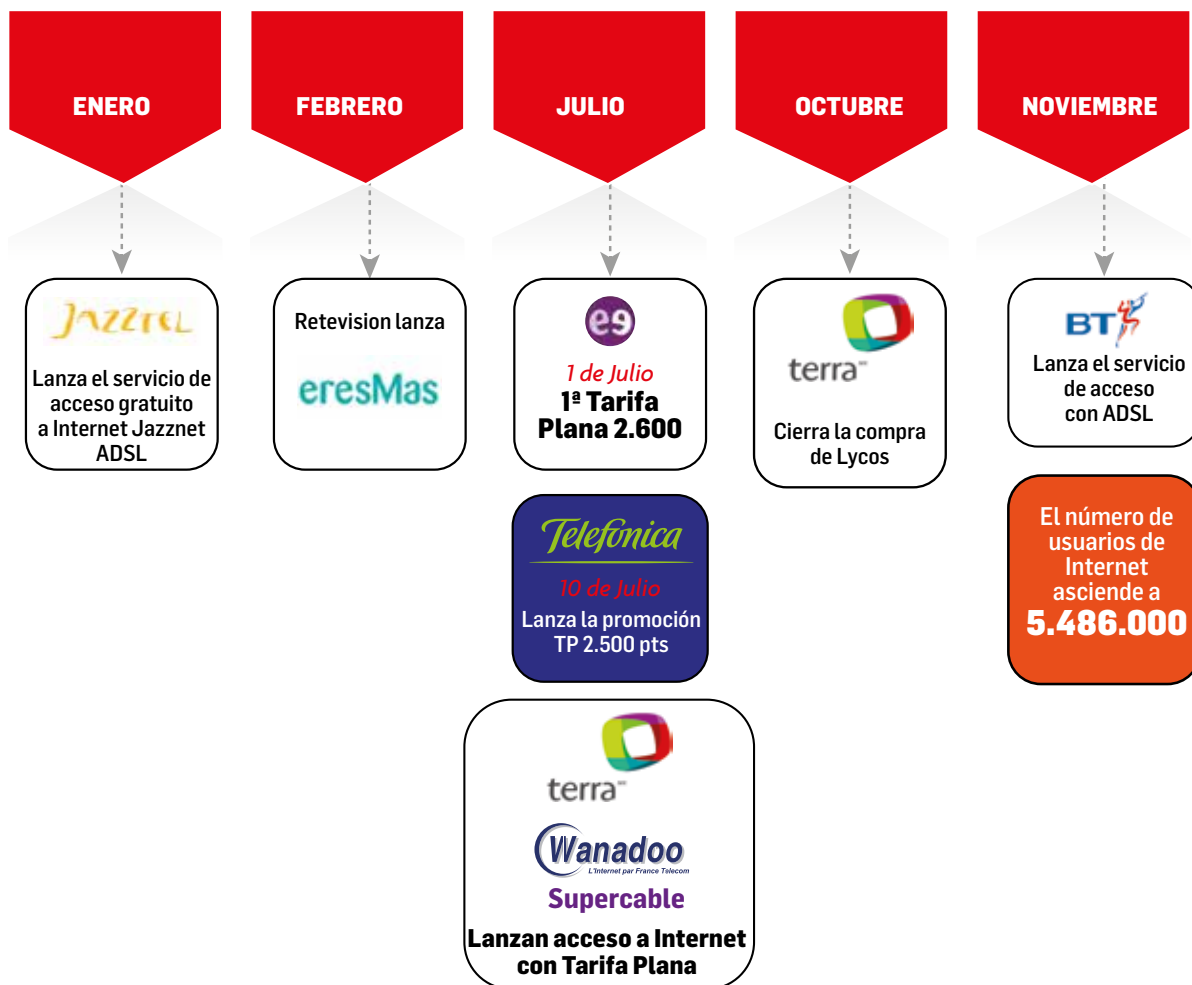 ENERO
FEBRERO
JULIO
OCTUBRE
NOVIEMBRE
JAZZTEL
Lanza el servicio de
acceso gratuito
a Internet Jazznet
ADSL
Retevision lanza
eresMas
ee
1 de Julio
1ª Tarifa
Plana 2.600
Telefónica
10 de Julio
Lanza la promoción
TP 2.500 pts
terra
Wanadoo
L'Internet par France Telecom
Supercable
Lanzan acceso a Internet
con Tarifa Plana
terra
Cierra la compra
de Lycos
BT
Lanza el servicio
de acceso
con ADSL
El número de
usuarios de
Internet
asciende a
5.486.000